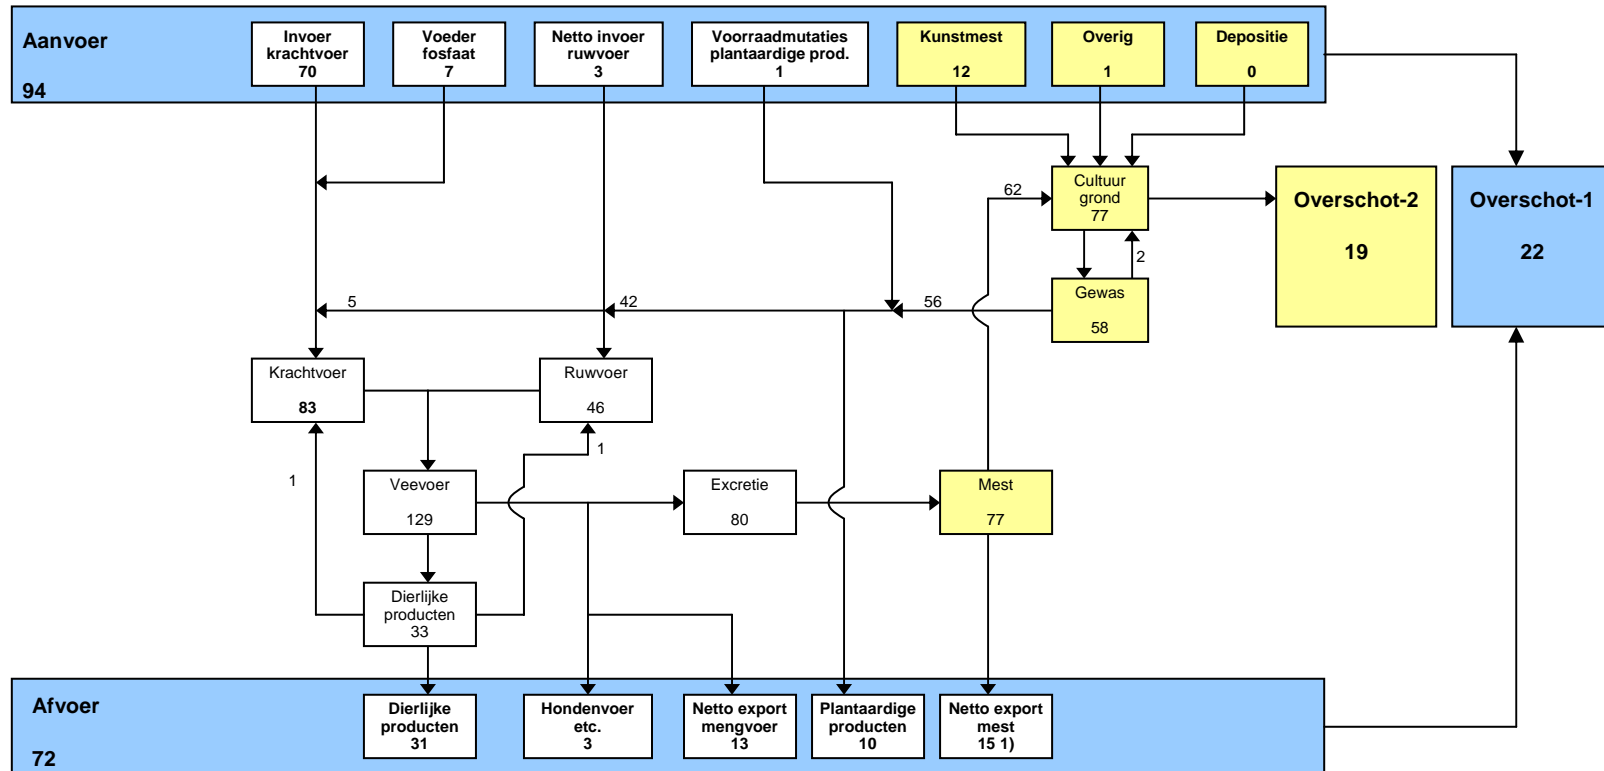 Aanvoer
94
Invoer
krachtvoer
70
Voeder
fosfaat
7
Netto invoer
ruwvoer
3
Voorraadmutaties
plantaardige prod.
1
Kunstmest
12
Overig
1
Depositie
0
62
Cultuur
grond
77
Overschot-2
19
Overschot-1
22
2
5
42
56
Gewas
58
Krachtvoer
83
Ruwvoer
46
1
1
Veevoer
129
Excretie
80
Mest
77
Dierlijke
producten
33
Afvoer
72
Dierlijke
producten
31
Hondenvoer
etc.
3
Netto export
mengvoer
13
Plantaardige
producten
10
Netto export
mest
15 1)